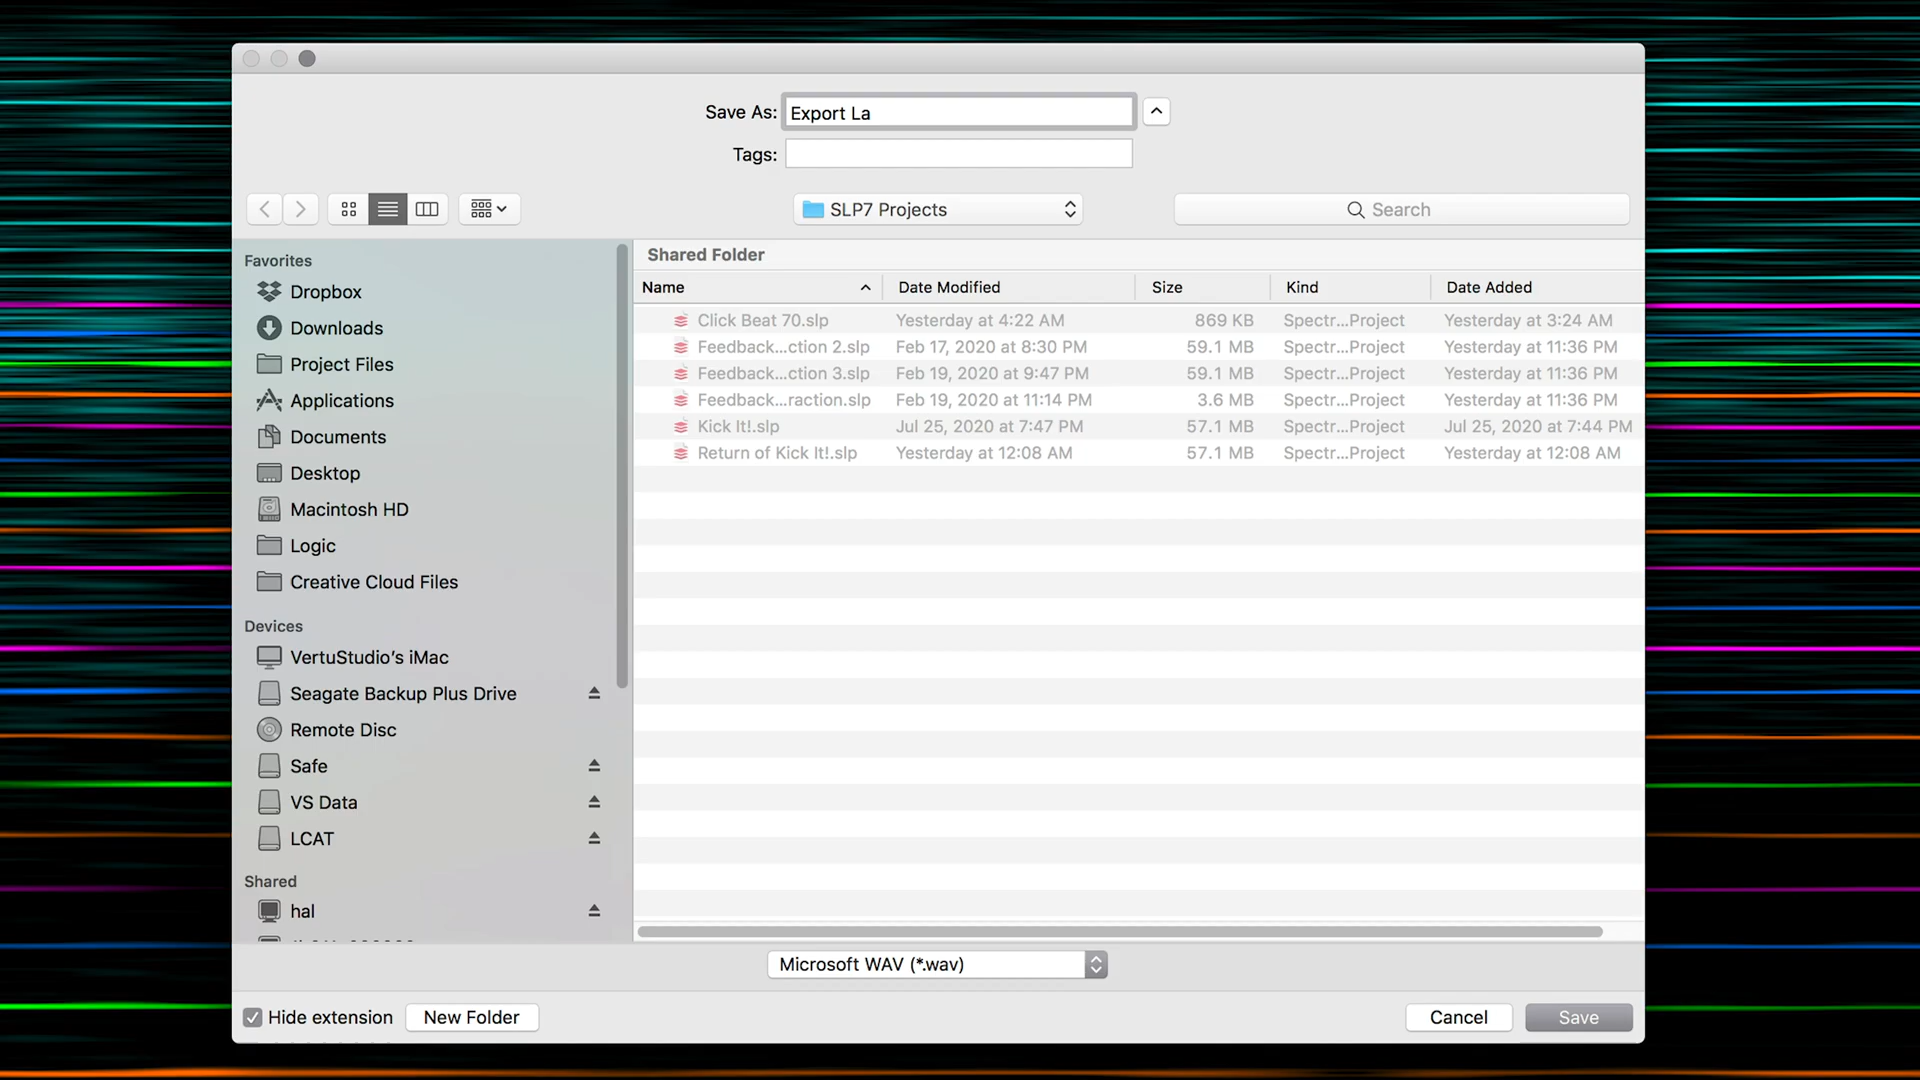 Save As: Export La
Tags:
SLP7 Projects
Search
Favorites
Dropbox
Downloads
Project Files
Applications
Documents
Desktop
Macintosh HD
Logic
Creative Cloud Files
Devices
VertuStudio's iMac
Seagate Backup Plus Drive
Remote Disc
Safe
VS Data
LCAT
Shared
hal
Shared Folder
Name Date Modified Size Kind Date Added
Click Beat 70.slp Yesterday at 4:22 AM 869 KB Spectr...Project Yesterday at 3:24 AM
Feedback...ction 2.slp Feb 17, 2020 at 8:30 PM 59.1 MB Spectr...Project Yesterday at 11:36 PM
Feedback...ction 3.slp Feb 19, 2020 at 9:47 PM 59.1 MB Spectr...Project Yesterday at 11:36 PM
Feedback...raction.slp Feb 19, 2020 at 11:14 PM 3.6 MB Spectr...Project Yesterday at 11:36 PM
Kick It!.slp Jul 25, 2020 at 7:47 PM 57.1 MB Spectr...Project Jul 25, 2020 at 7:44 PM
Return of Kick It!.slp Yesterday at 12:08 AM 57.1 MB Spectr...Project Yesterday at 12:08 AM
Microsoft WAV (*.wav)
Hide extension New Folder Cancel Save